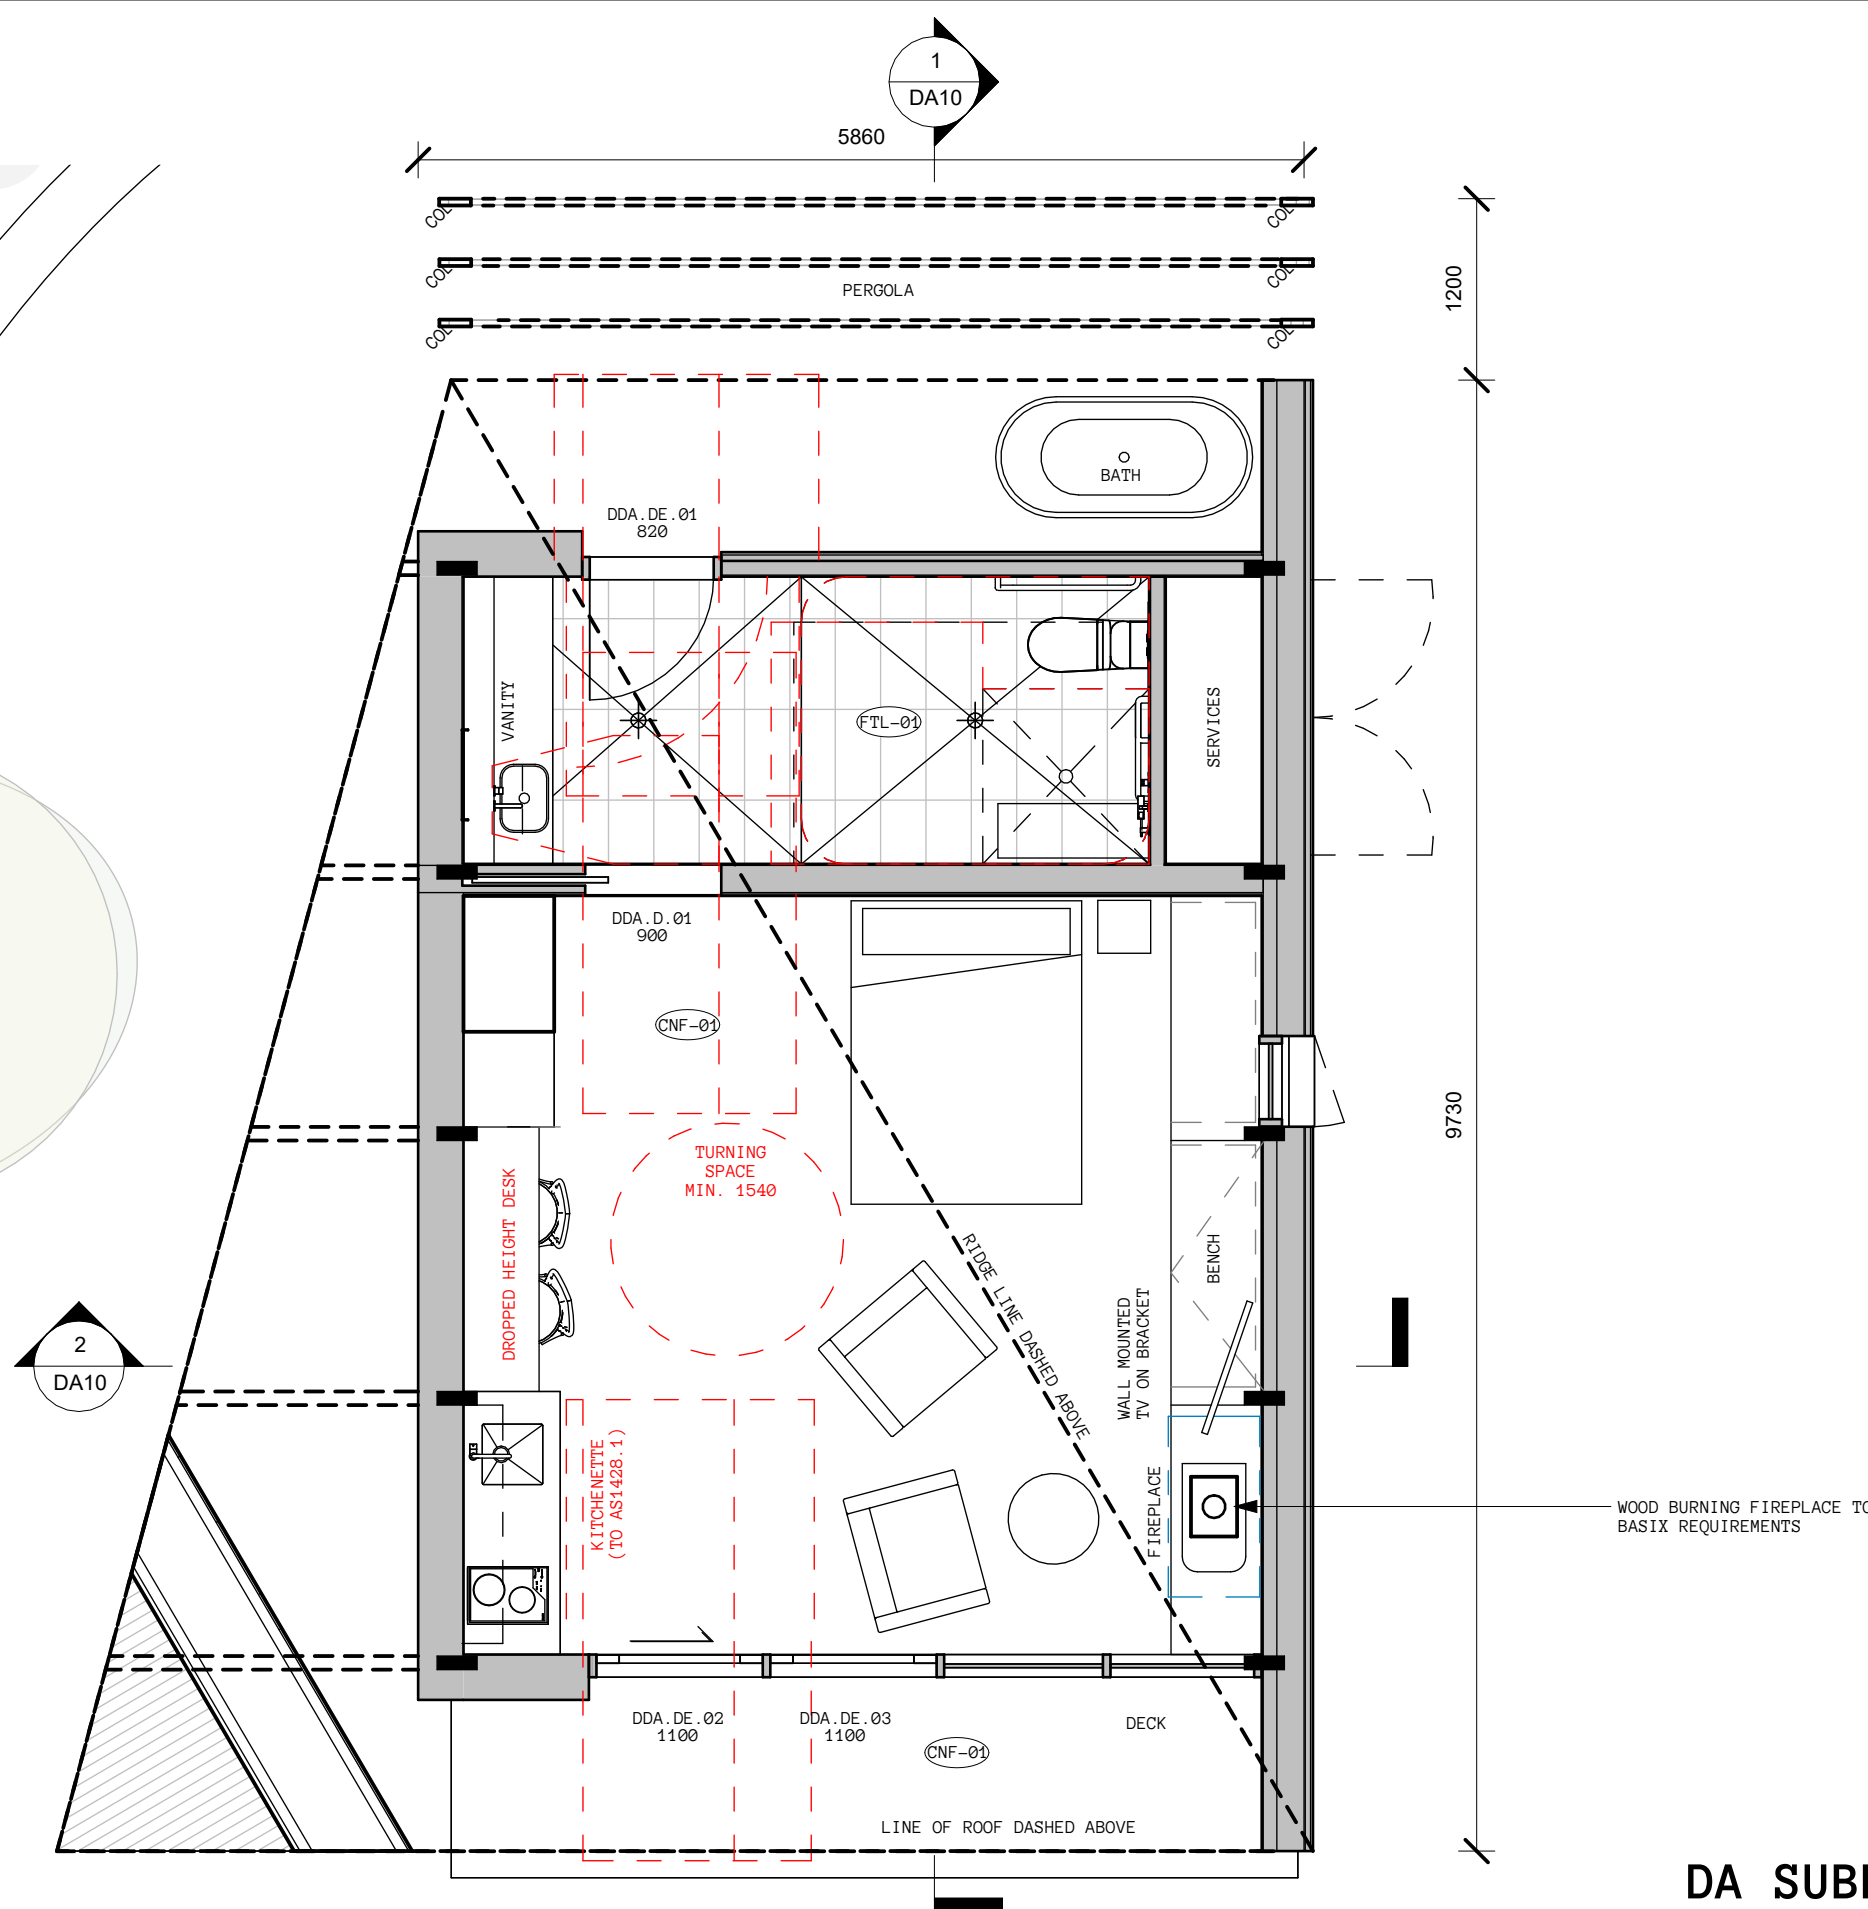 1
DA10
5860
COL
COL
COL
COL
PERGOLA
COL
COL
1200
BATH
DDA.DE.01
820
VANITY
FTL-01
SERVICES
DDA.D.01
900
CNF-01
9730
TURNING
SPACE
MIN. 1540
DROPPED HEIGHT DESK
BENCH
RIDGE LINE DASHED ABOVE
WALL MOUNTED
TV ON BRACKET
2
DA10
KITCHENETTE
(TO AS1428.1)
FIREPLACE
WOOD BURNING FIREPLACE TO
BASIX REQUIREMENTS
DDA.DE.02
1100
DDA.DE.03
1100
DECK
CNF-01
LINE OF ROOF DASHED ABOVE
DA